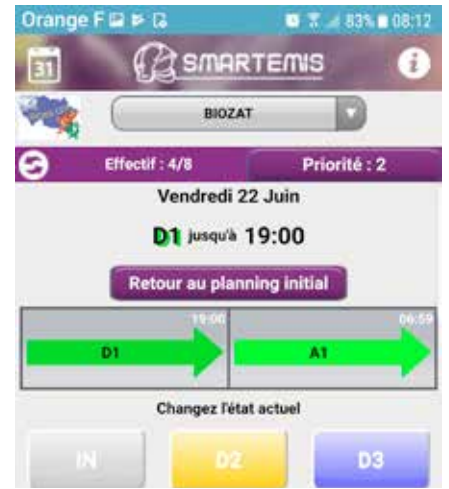 Orange F 83% 08:12
31 SMARTEMIS i
BIOZAT
Effectif : 4/8 Priorité : 2
Vendredi 22 Juin
D1 jusqu'à 19:00
Retour au planning initial
19:00 06:59
D1 A1
Changez l'état actuel
IN D2 D3